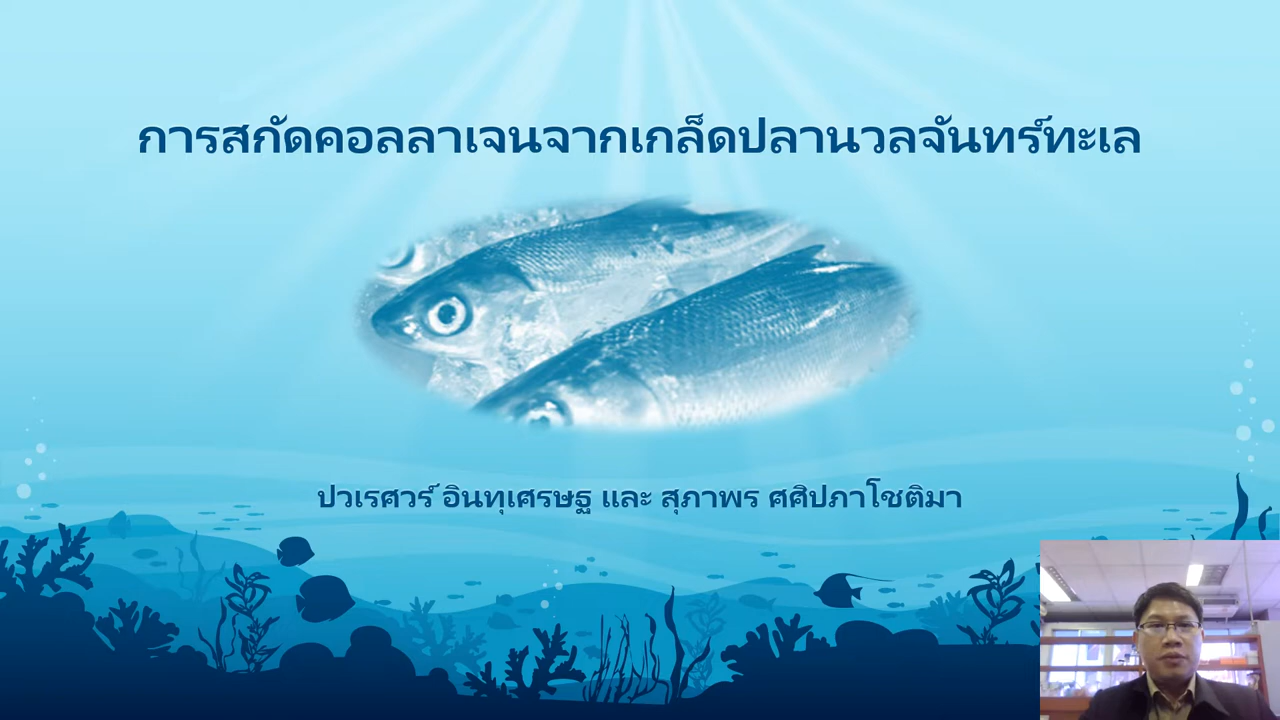 การสกัดคอลลาเจนจากเกล็ดปลานวลจันทร์ทะเล
ปวเรศวร์ อินทุเศรษฐ และ สุภาพร ศศิปภาโชติมา